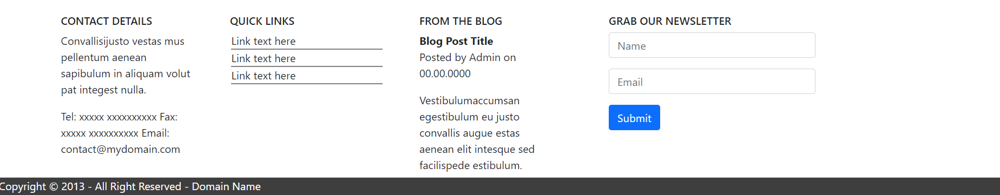 CONTACT DETAILS
Convallisijusto vestas mus
pellentum aenean
sapibulum in aliquam volut
pat integest nulla.
Tel: xxxxx xxxxxxxxxx Fax:
xxxxx xxxxxxxxxx Email:
contact@mydomain.com
QUICK LINKS
Link text here
Link text here
Link text here
FROM THE BLOG
Blog Post Title
Posted by Admin on
00.00.0000
Vestibulumaccumsan
egestibulum eu justo
convallis augue estas
aenean elit intesque sed
facilispede estibulum.
GRAB OUR NEWSLETTER
Name
Email
Submit
Copyright © 2013 - All Right Reserved - Domain Name